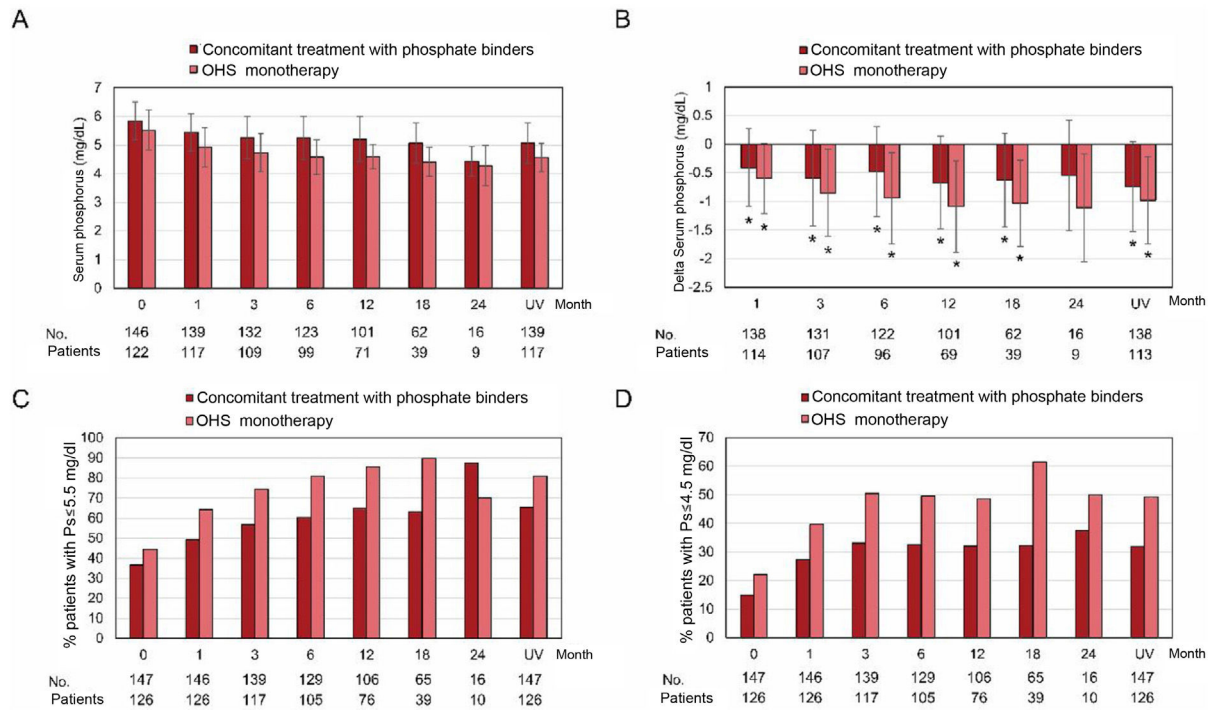 A
Concomitant treatment with phosphate binders
OHS monotherapy
Serum phosphorus (mg/dL)
7
6
5
4
3
2
1
0
0 1 3 6 12 18 24 UV Month
No. 146 139 132 123 101 62 16 139
Patients 122 117 109 99 71 39 9 117
B
Concomitant treatment with phosphate binders
OHS monotherapy
Delta Serum phosphorus (mg/dL)
1
0.5
0
-0.5
-1
-1.5
-2
-2.5
* * * * * * * * * * * *
1 3 6 12 18 24 UV Month
No. 138 131 122 101 62 16 138
Patients 114 107 96 69 39 9 113
C
Concomitant treatment with phosphate binders
OHS monotherapy
% patients with Ps≤5.5 mg/dl
100
90
80
70
60
50
40
30
20
10
0
0 1 3 6 12 18 24 UV Month
No. 147 146 139 129 106 65 16 147
Patients 126 126 117 105 76 39 10 126
D
Concomitant treatment with phosphate binders
OHS monotherapy
% patients with Ps≤4.5 mg/dl
70
60
50
40
30
20
10
0
0 1 3 6 12 18 24 UV Month
No. 147 146 139 129 106 65 16 147
Patients 126 126 117 105 76 39 10 126